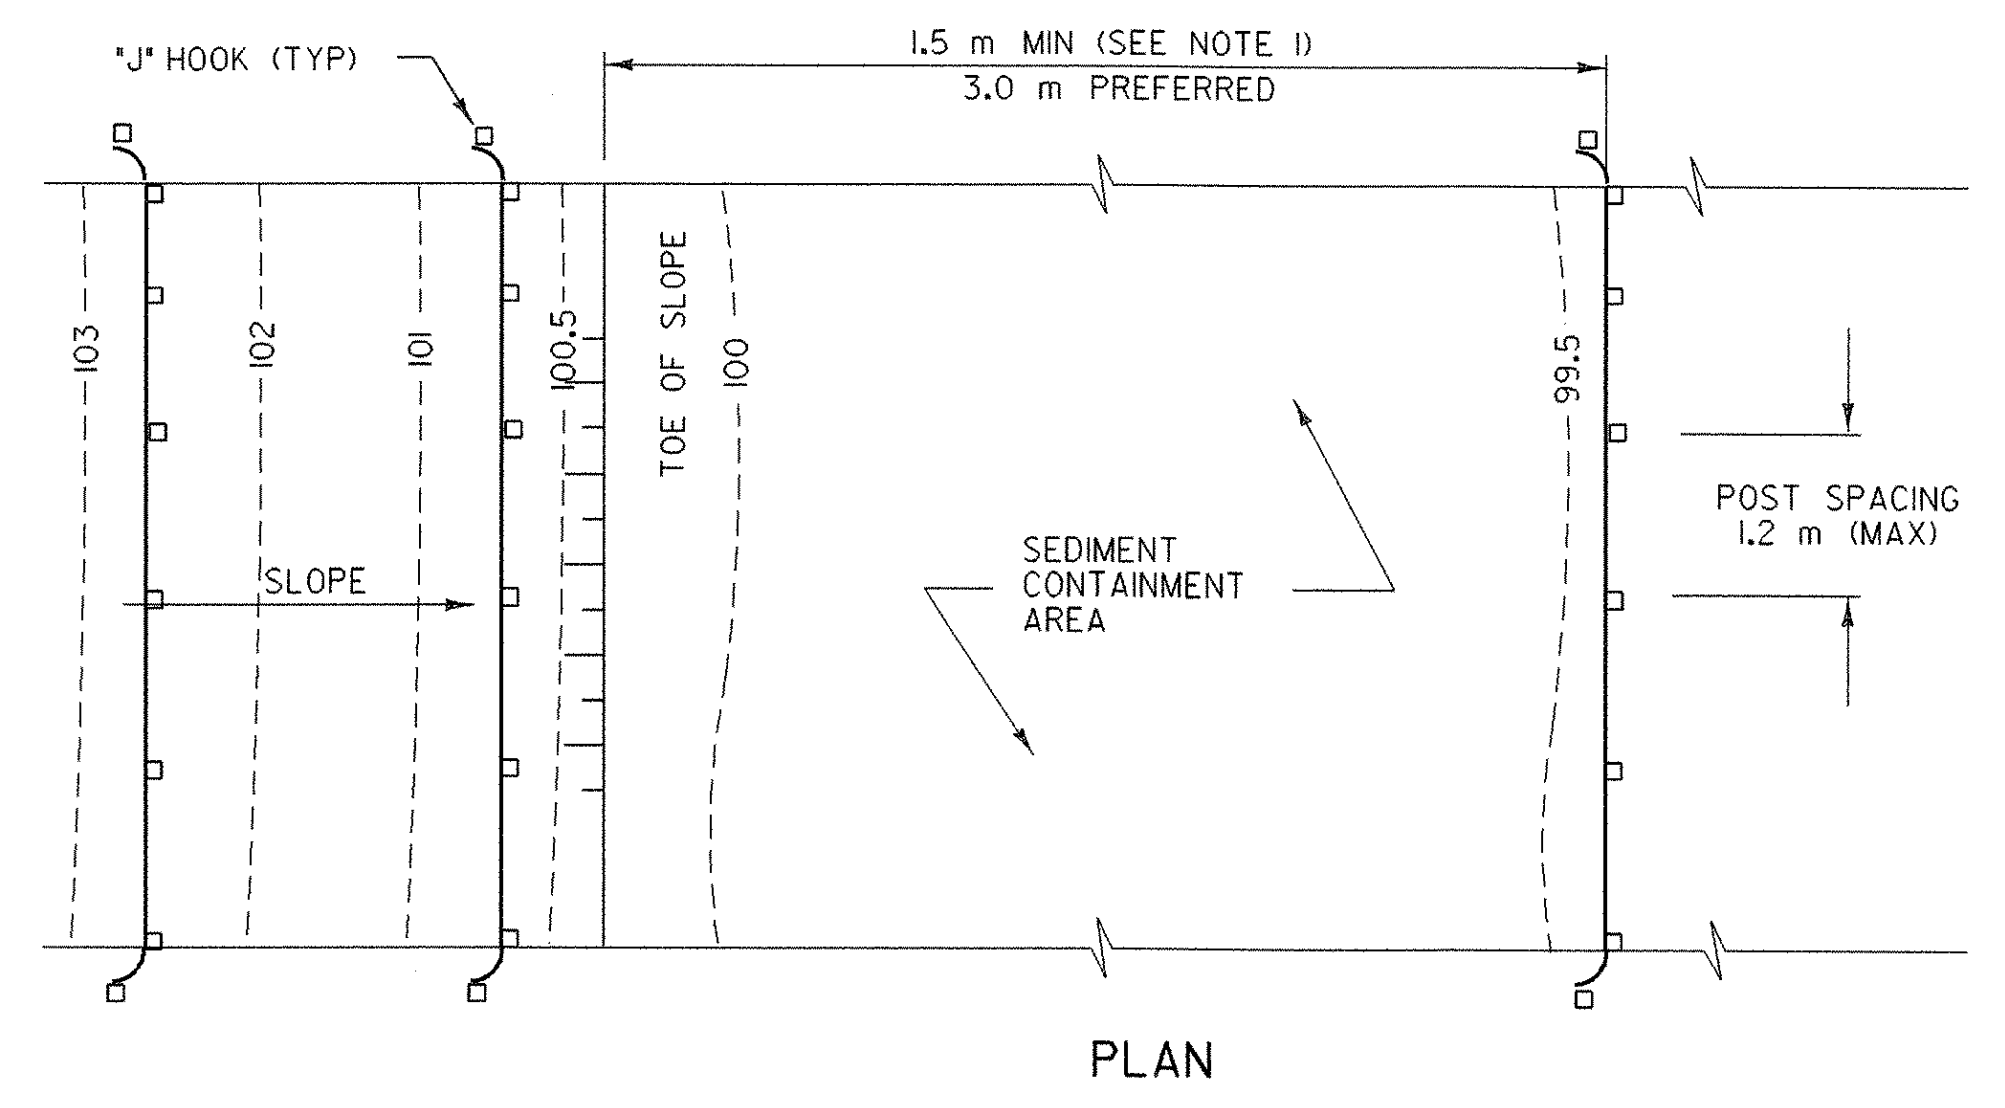 "J" HOOK (TYP)
1.5 m MIN (SEE NOTE 1)
3.0 m PREFERRED
103
102
101
100.5
TOE OF SLOPE
100
99.5
SLOPE
SEDIMENT
CONTAINMENT
AREA
POST SPACING
1.2 m (MAX)
PLAN